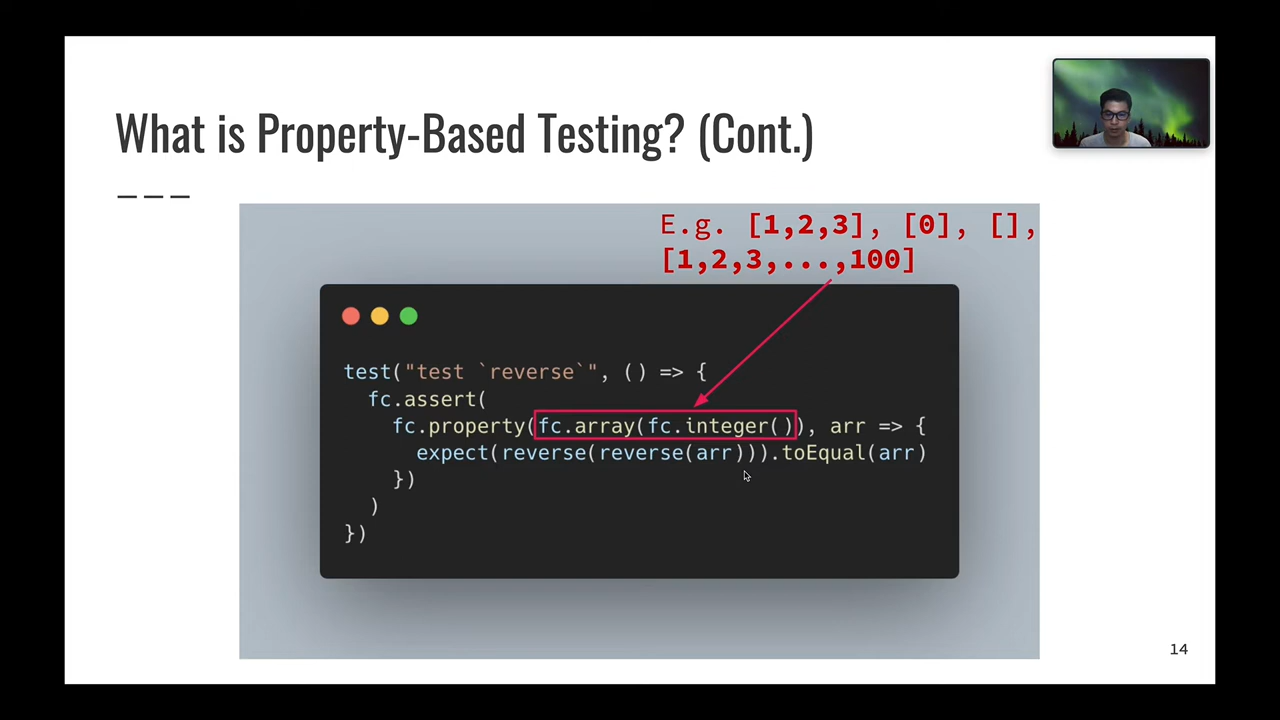 What is Property-Based Testing? (Cont.)
E.g. [1,2,3], [0], [],
[1,2,3,...,100]
test("test `reverse`", () => {
fc.assert(
fc.property(fc.array(fc.integer()), arr => {
expect(reverse(reverse(arr))).toEqual(arr)
})
)
})
14